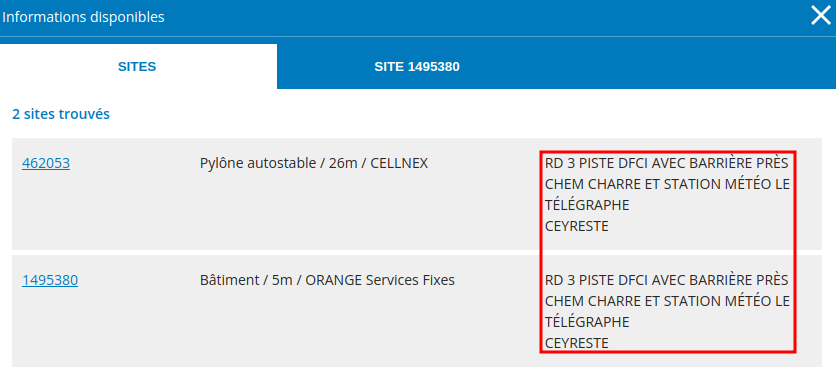 Informations disponibles
SITES
SITE 1495380
2 sites trouvés
462053
Pylône autostable / 26m / CELLNEX
RD 3 PISTE DFCI AVEC BARRIÈRE PRÈS
CHEM CHARRE ET STATION MÉTÉO LE
TÉLÉGRAPHE
CEYRESTE
1495380
Bâtiment / 5m / ORANGE Services Fixes
RD 3 PISTE DFCI AVEC BARRIÈRE PRÈS
CHEM CHARRE ET STATION MÉTÉO LE
TÉLÉGRAPHE
CEYRESTE